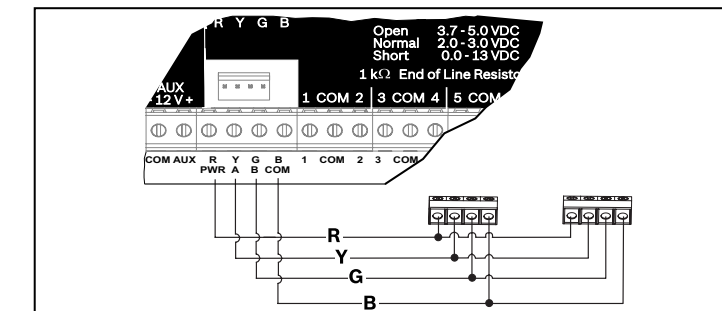 R Y G B
Open 3.7 - 5.0 VDC
Normal 2.0 - 3.0 VDC
Short 0.0 - 13 VDC
1 kΩ End of Line
AUX
- 12 V +
1 COM 2 3 COM 4 5 COM
COM AUX R Y G B 1 COM 2 3 COM
PWR A B COM
R
Y
G
B